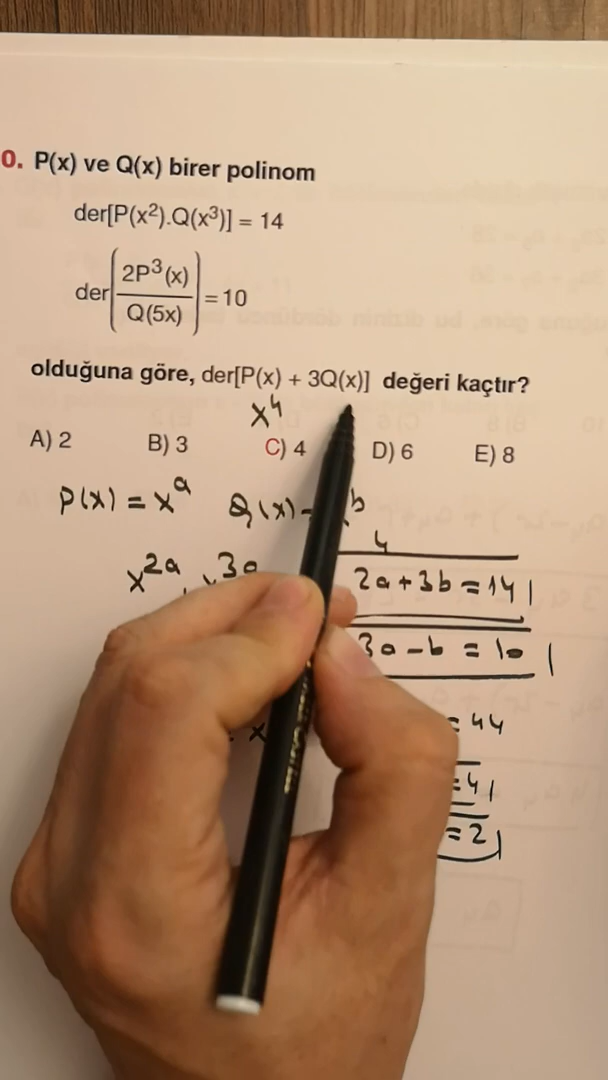 0. P(x) ve Q(x) birer polinom
der[P(x²).Q(x³)] = 14
der(2P³(x)/Q(5x)) = 10
olduğuna göre, der[P(x) + 3Q(x)] değeri kaçtır?
x⁴
A) 2 B) 3 C) 4 D) 6 E) 8
P(x) = xᵃ Q(x) = b
4
x²ᵃ . 2a + 3b = 14
3a - b = 10
= 44
= 4
= 2